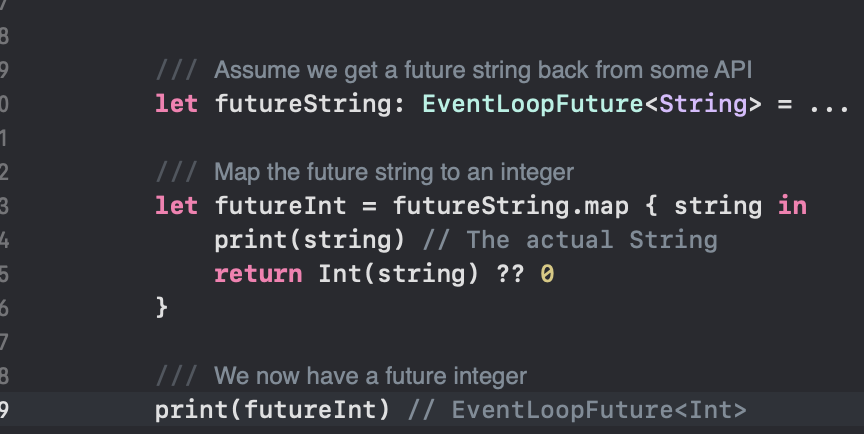 7
8
9 /// Assume we get a future string back from some API
0 let futureString: EventLoopFuture<String> = ...
1
2 /// Map the future string to an integer
3 let futureInt = futureString.map { string in
4 print(string) // The actual String
5 return Int(string) ?? 0
6 }
7
8 /// We now have a future integer
9 print(futureInt) // EventLoopFuture<Int>